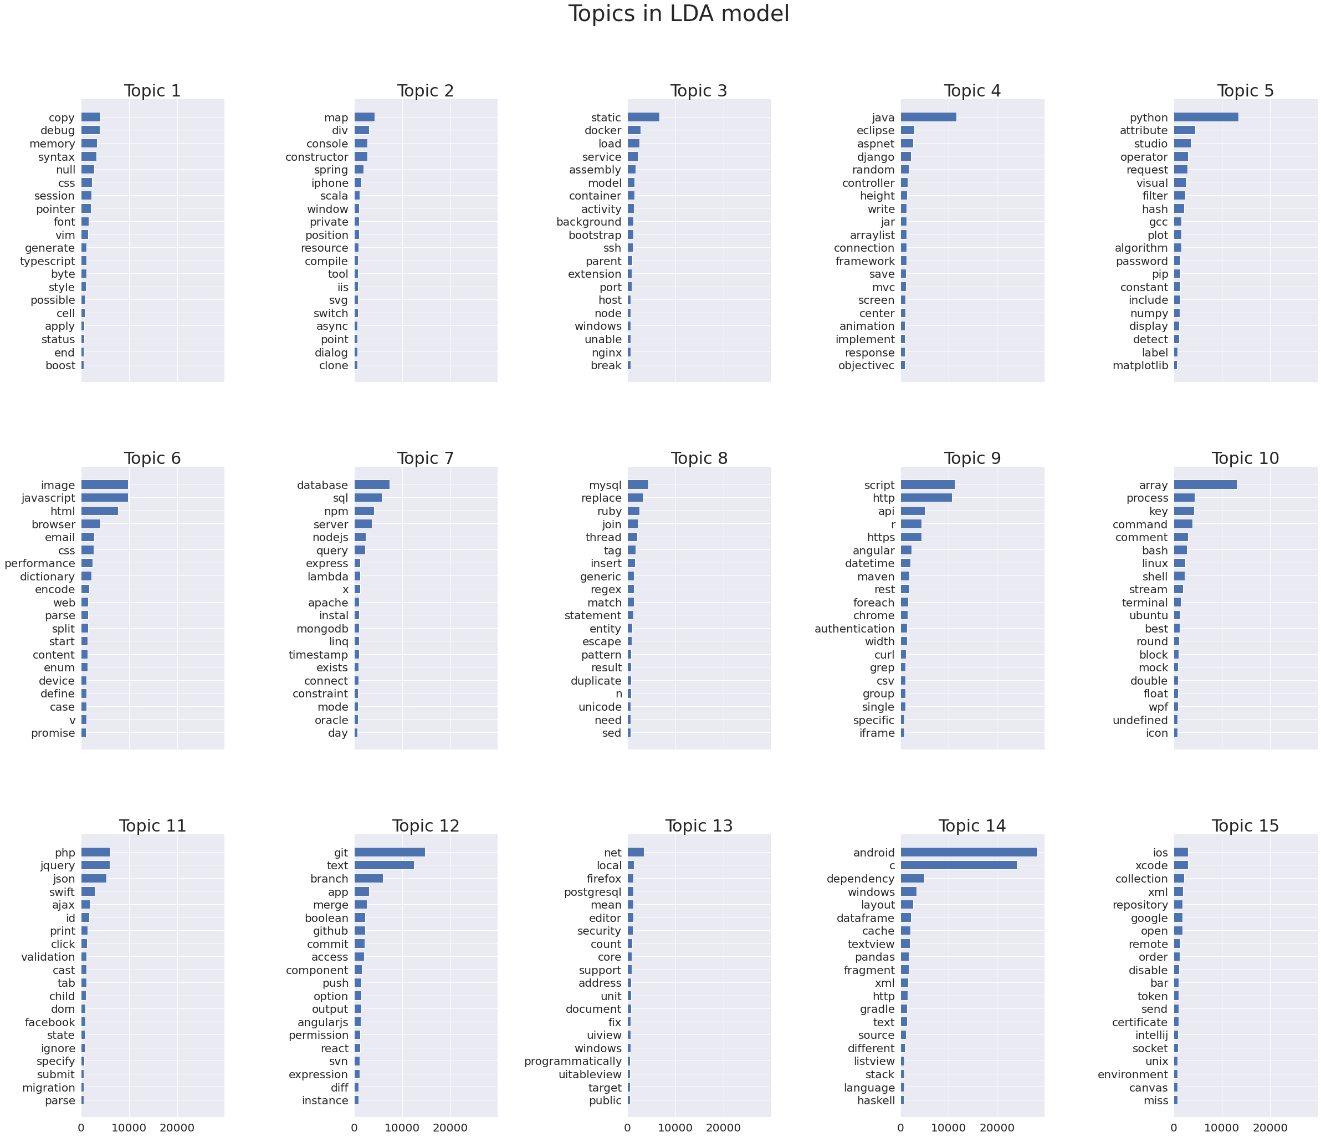 Topics in LDA model
Topic 1
copy
debug
memory
syntax
null
css
session
pointer
font
vim
generate
typescript
byte
style
possible
cell
apply
status
end
boost
Topic 2
map
div
console
constructor
spring
iphone
scala
window
private
position
resource
compile
tool
iis
svg
switch
async
point
dialog
clone
Topic 3
static
docker
load
service
assembly
model
container
activity
background
bootstrap
ssh
parent
extension
port
host
node
windows
unable
nginx
break
Topic 4
java
eclipse
aspnet
django
random
controller
height
write
jar
arraylist
connection
framework
save
mvc
screen
center
animation
implement
response
objectivec
Topic 5
python
attribute
studio
operator
request
visual
filter
hash
gcc
plot
algorithm
password
pip
constant
include
numpy
display
detect
label
matplotlib
Topic 6
image
javascript
html
browser
email
css
performance
dictionary
encode
web
parse
split
start
content
enum
device
define
case
v
promise
Topic 7
database
sql
npm
server
nodejs
query
express
lambda
x
apache
instal
mongodb
linq
timestamp
exists
connect
constraint
mode
oracle
day
Topic 8
mysql
replace
ruby
join
thread
tag
insert
generic
regex
match
statement
entity
escape
pattern
result
duplicate
n
unicode
need
sed
Topic 9
script
http
api
r
https
angular
datetime
maven
rest
foreach
chrome
authentication
width
curl
grep
csv
group
single
specific
iframe
Topic 10
array
process
key
command
comment
bash
linux
shell
stream
terminal
ubuntu
best
round
block
mock
double
float
wpf
undefined
icon
Topic 11
php
jquery
json
swift
ajax
id
print
click
validation
cast
tab
child
dom
facebook
state
ignore
specify
submit
migration
parse
0 10000 20000
Topic 12
git
text
branch
app
merge
boolean
github
commit
access
component
push
option
output
angularjs
permission
react
svn
expression
diff
instance
0 10000 20000
Topic 13
net
local
firefox
postgresql
mean
editor
security
count
core
support
address
unit
document
fix
uiview
windows
programmatically
uitableview
target
public
0 10000 20000
Topic 14
android
c
dependency
windows
layout
dataframe
cache
textview
pandas
fragment
xml
http
gradle
text
source
different
listview
stack
language
haskell
0 10000 20000
Topic 15
ios
xcode
collection
xml
repository
google
open
remote
order
disable
bar
token
send
certificate
intellij
socket
unix
environment
canvas
miss
0 10000 20000